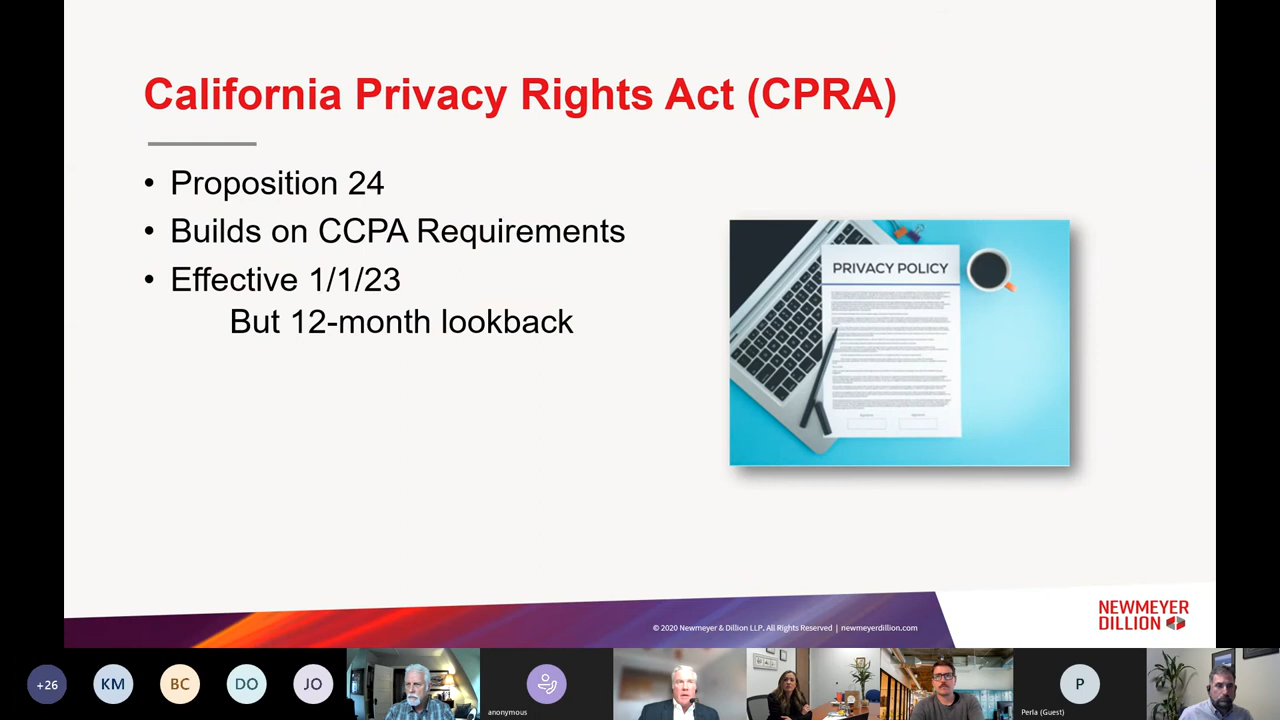 California Privacy Rights Act (CPRA)
• Proposition 24
• Builds on CCPA Requirements
• Effective 1/1/23
But 12-month lookback
PRIVACY POLICY
© 2020 Newmeyer & Dillion LLP. All Rights Reserved | newmeyerdillion.com
NEWMEYER
DILLION
+26
KM
BC
DO
JO
anonymous
P
Perla (Guest)